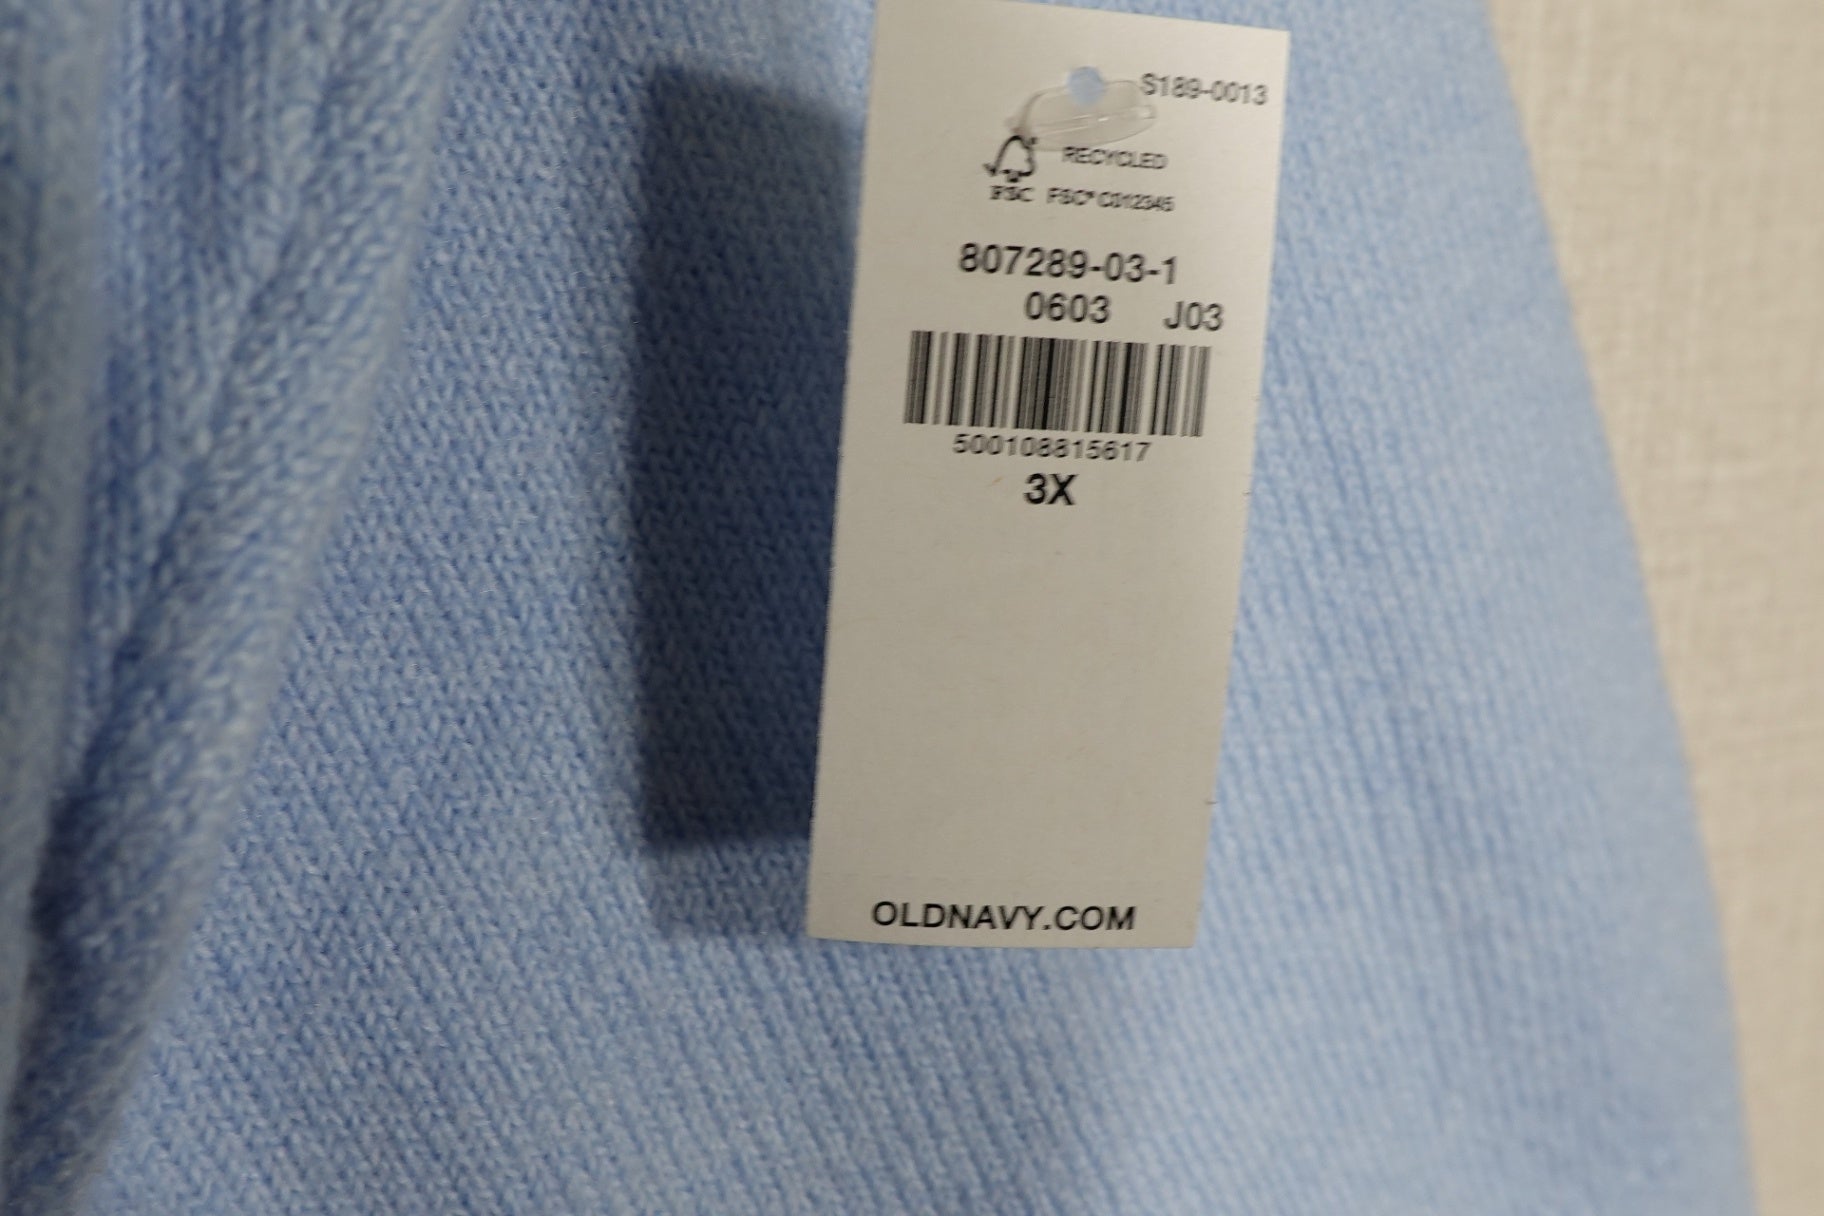 S189-0013
RECYCLED
FSC FSC® C012345
807289-03-1
0603 J03
500108815617
3X
OLDNAVY.COM